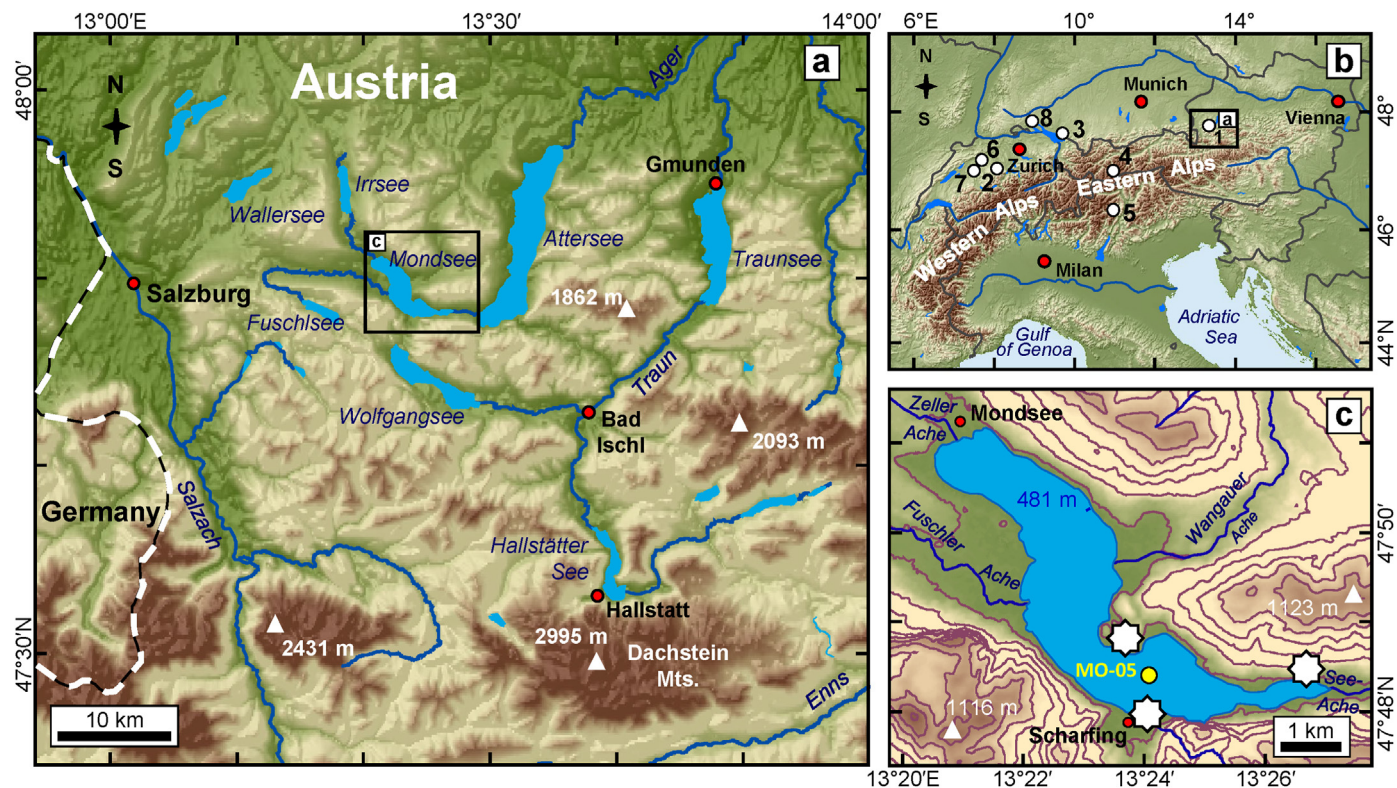 13°00′E
13°30′
14°00′
48°00′
47°30′N
a
Austria
N
S
Ager
Gmunden
Irrsee
Wallersee
Attersee
c
Mondsee
Traunsee
Salzburg
1862 m
Fuschlsee
Traun
Wolfgangsee
Bad
Ischl
2093 m
Salzach
Germany
Hallstätter
See
Hallstatt
2431 m
2995 m
Dachstein
Mts.
Enns
10 km
6°E
10°
14°
48°
46°
44°N
b
N
S
Munich
Vienna
a
1
8
3
6
Zurich
7
2
4
Eastern Alps
5
Western Alps
Milan
Gulf
of Genoa
Adriatic
Sea
c
Zeller
Ache
Mondsee
481 m
Wangauer
Ache
Fuschler
Ache
47°50′
1123 m
MO-05
See-
Ache
1116 m
47°48′N
Scharfing
1 km
13°20′E
13°22′
13°24′
13°26′